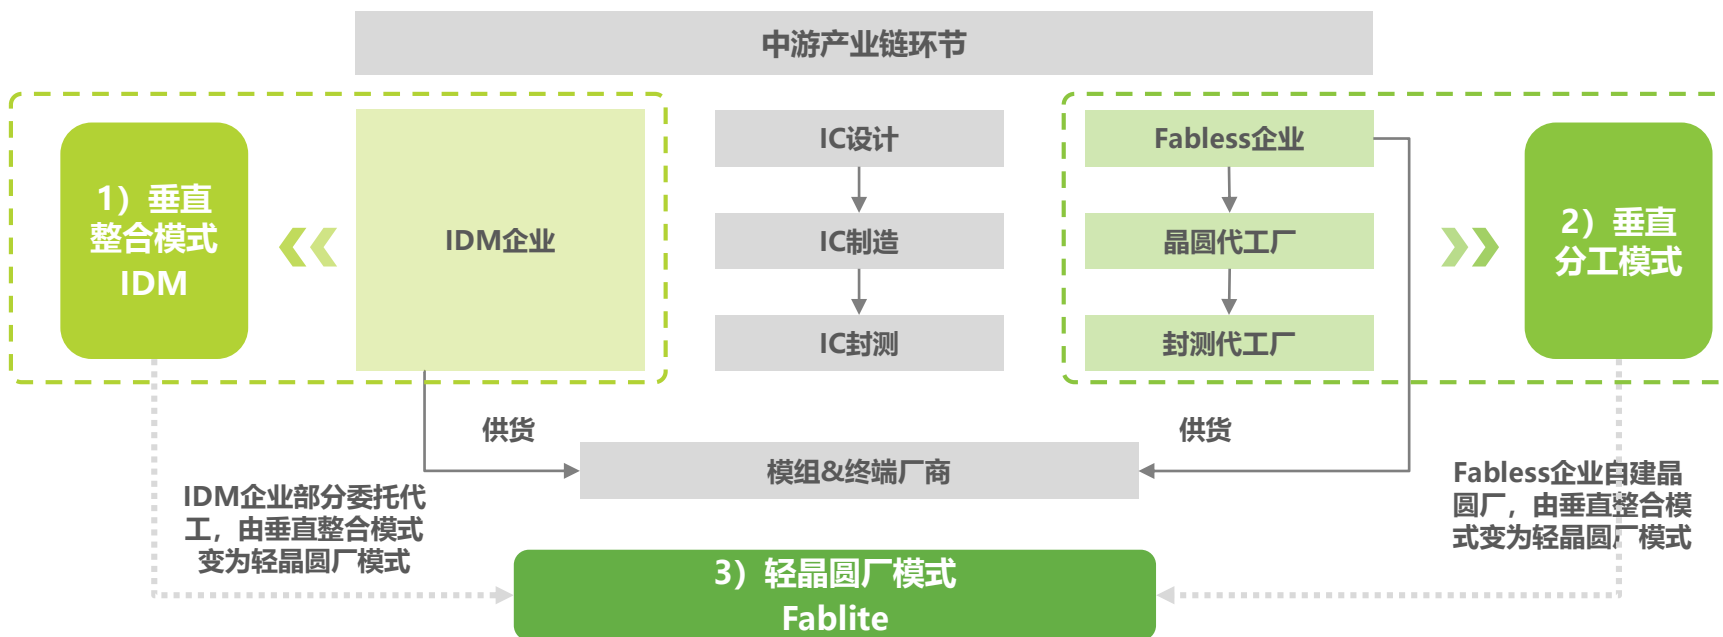 中游产业链环节
1）垂直
整合模式
IDM
IDM企业
IC设计
IC制造
IC封测
Fabless企业
晶圆代工厂
封测代工厂
2）垂直
分工模式
供货
供货
模组&终端厂商
IDM企业部分委托代
工，由垂直整合模式
变为轻晶圆厂模式
Fabless企业自建晶
圆厂，由垂直整合模
式变为轻晶圆厂模式
3）轻晶圆厂模式
Fablite